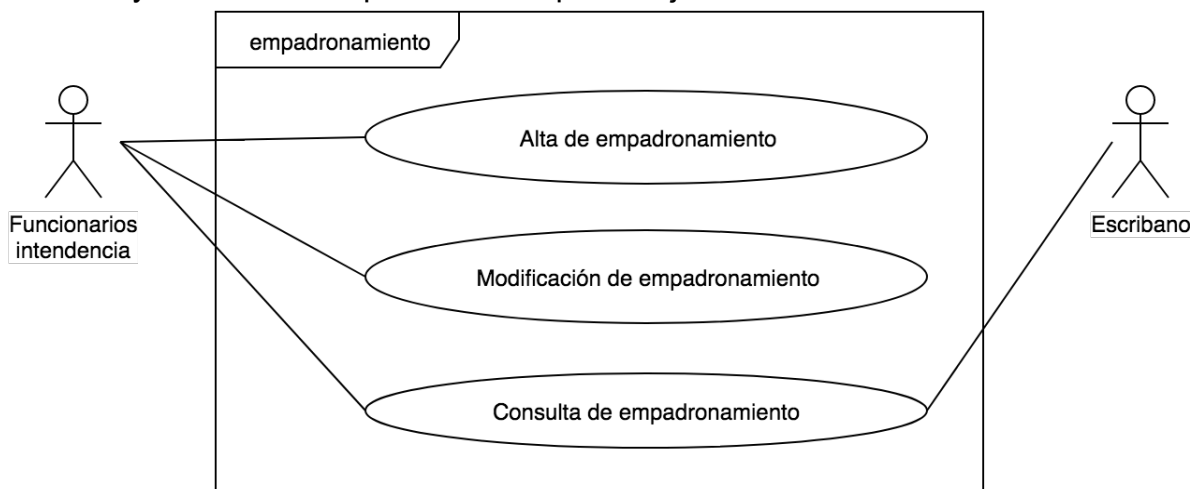 empadronamiento
Alta de empadronamiento
Funcionarios
intendencia
Escribano
Modificación de empadronamiento
Consulta de empadronamiento